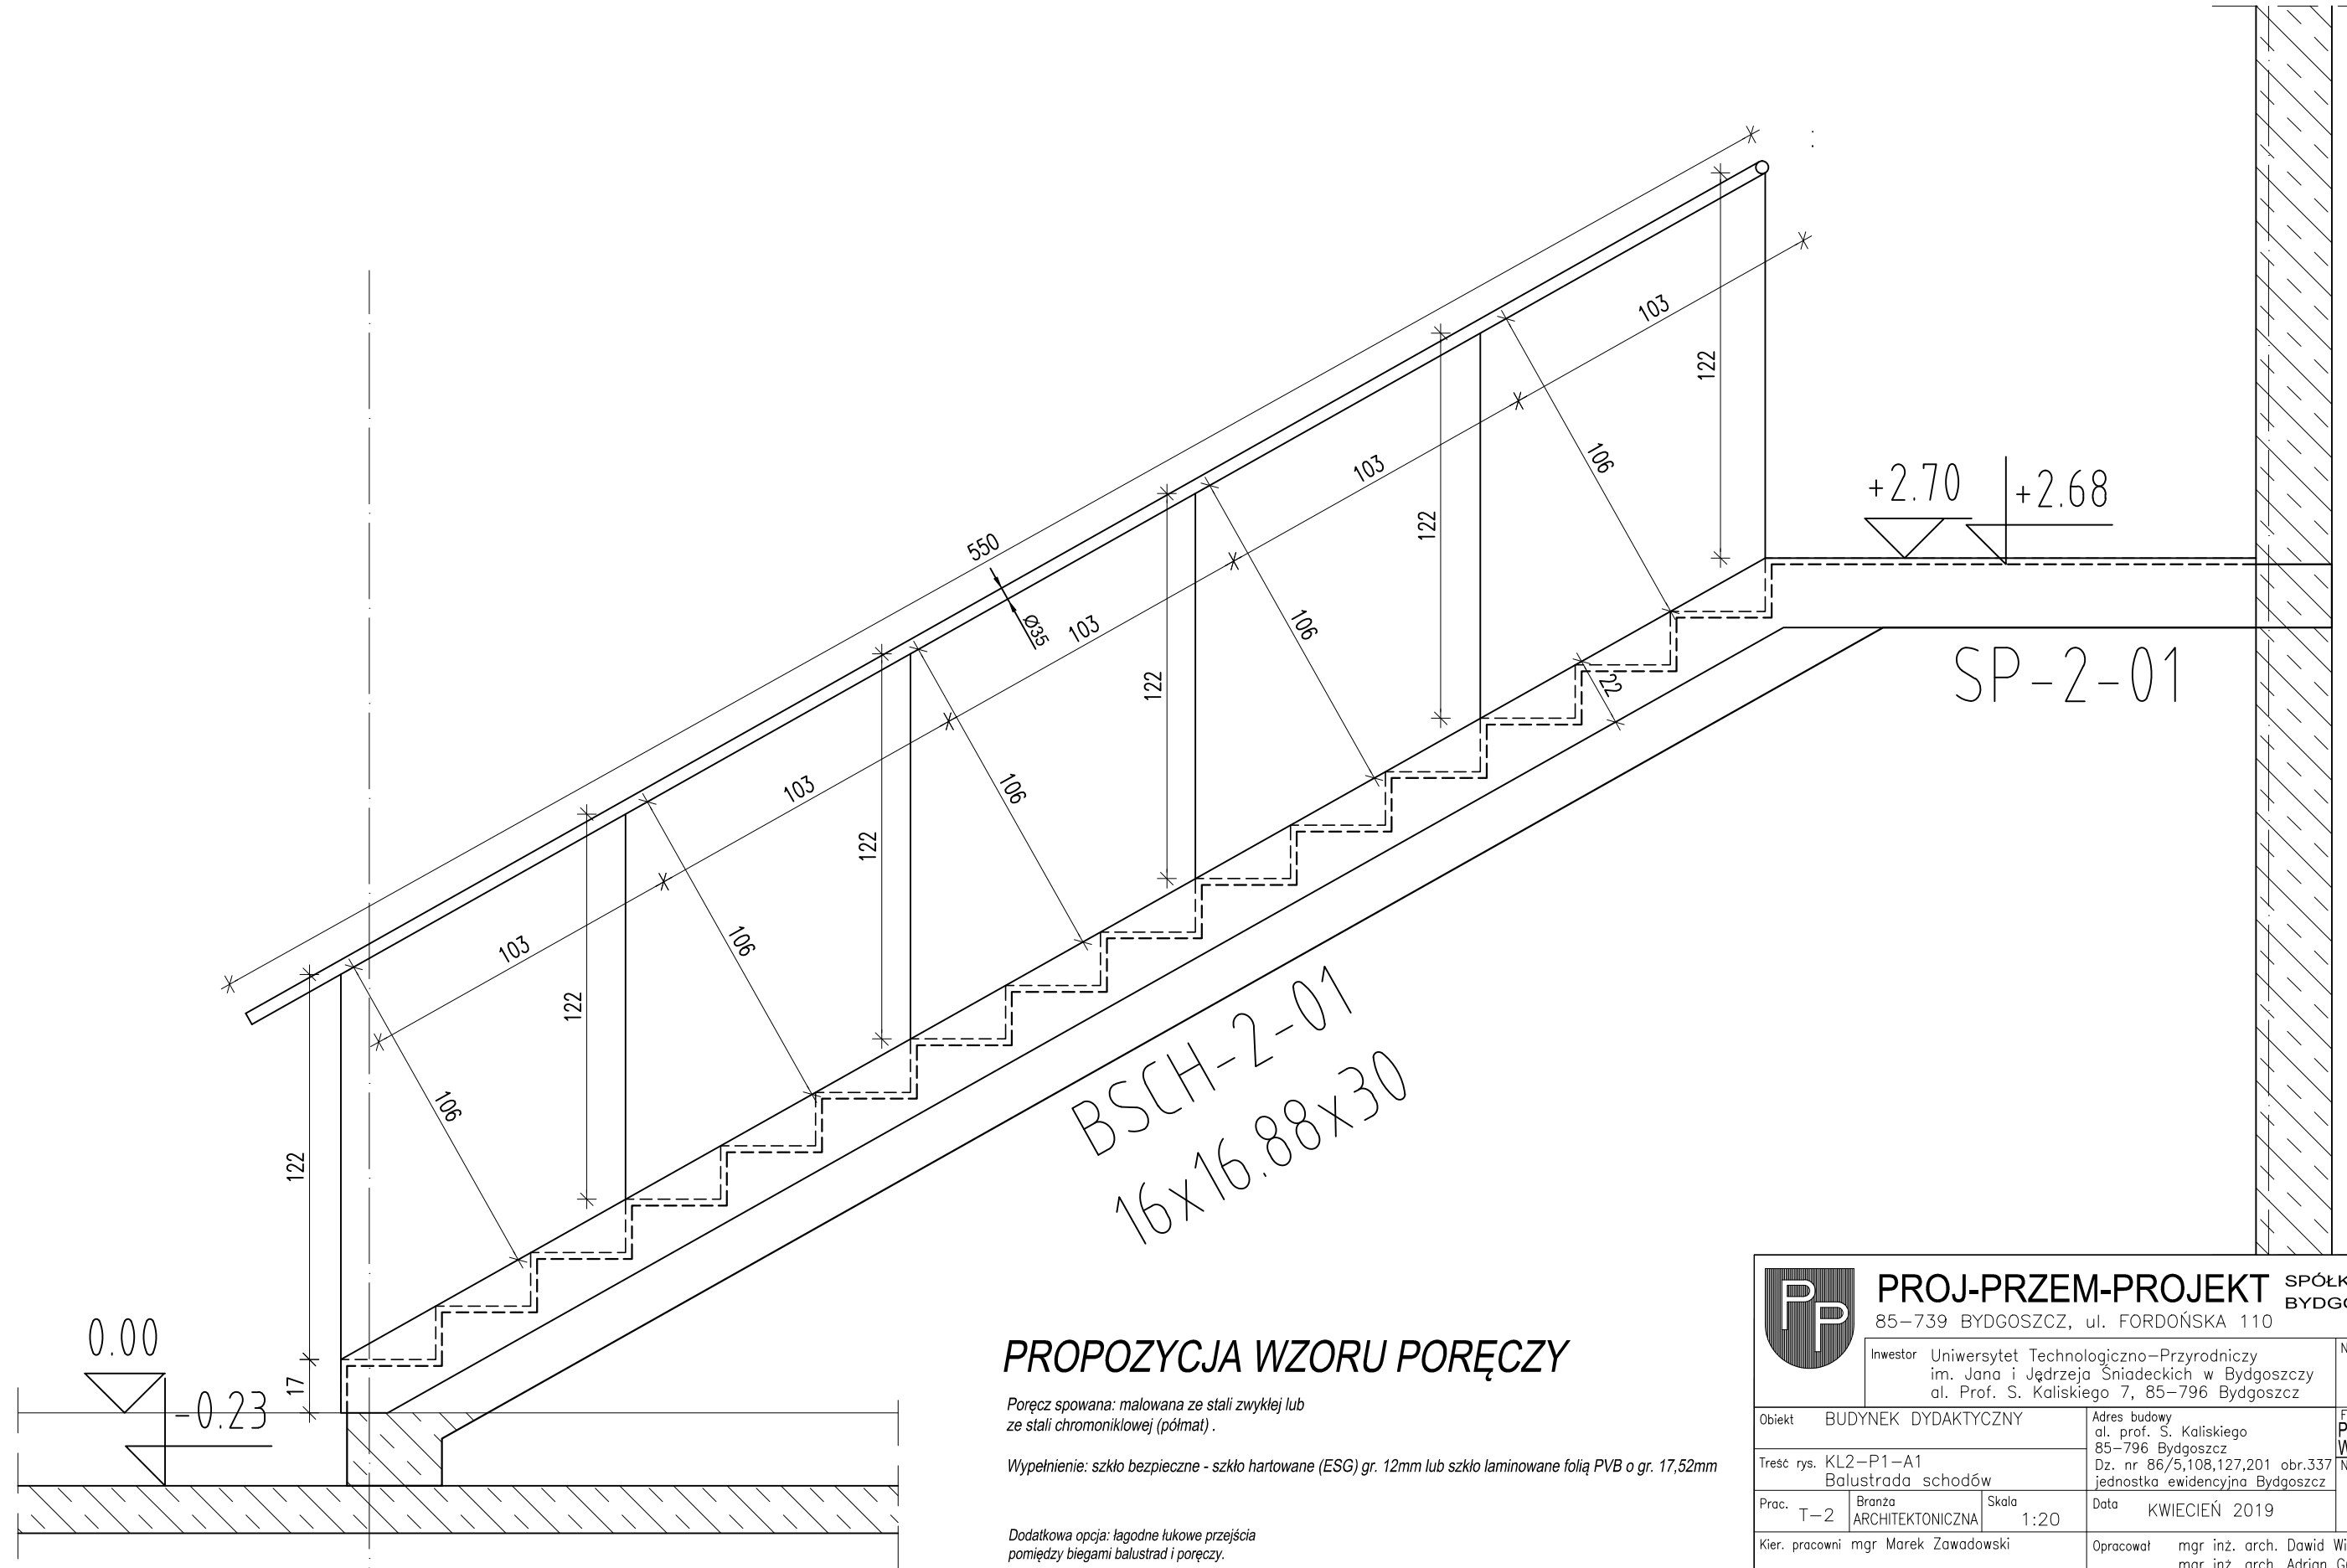 550
Ø35
103
103
103
103
103
122
122
122
122
122
122
106
106
106
106
106
22
17
+2.70
+2.68
SP-2-01
BSCH-2-01
16x16.88x30
0.00
-0.23
PROPOZYCJA WZORU PORĘCZY
Poręcz spowana: malowana ze stali zwykłej lub
ze stali chromoniklowej (półmat) .
Wypełnienie: szkło bezpieczne - szkło hartowane (ESG) gr. 12mm lub szkło laminowane folią PVB o gr. 17,52mm
Dodatkowa opcja: łagodne łukowe przejścia
pomiędzy biegami balustrad i poręczy.
PP
PROJ-PRZEM-PROJEKT
85-739 BYDGOSZCZ, ul. FORDOŃSKA 110
Inwestor Uniwersytet Technologiczno-Przyrodniczy
im. Jana i Jędrzeja Śniadeckich w Bydgoszczy
al. Prof. S. Kaliskiego 7, 85-796 Bydgoszcz
Obiekt BUDYNEK DYDAKTYCZNY
Adres budowy
al. prof. S. Kaliskiego
85-796 Bydgoszcz
Dz. nr 86/5,108,127,201 obr.337
jednostka ewidencyjna Bydgoszcz
Treść rys. KL2-P1-A1
Balustrada schodów
Prac. T-2
Branża
ARCHITEKTONICZNA
Skala
1:20
Data KWIECIEŃ 2019
Kier. pracowni mgr Marek Zawadowski
Opracował mgr inż. arch. Dawid
mgr inż. arch. Adrian